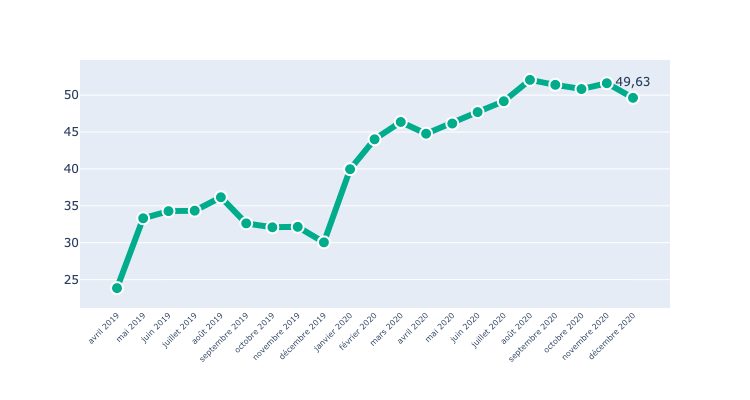 49,63
50
45
40
35
30
25
avril 2019
mai 2019
juin 2019
juillet 2019
août 2019
septembre 2019
octobre 2019
novembre 2019
décembre 2019
janvier 2020
février 2020
mars 2020
avril 2020
mai 2020
juin 2020
juillet 2020
août 2020
septembre 2020
octobre 2020
novembre 2020
décembre 2020